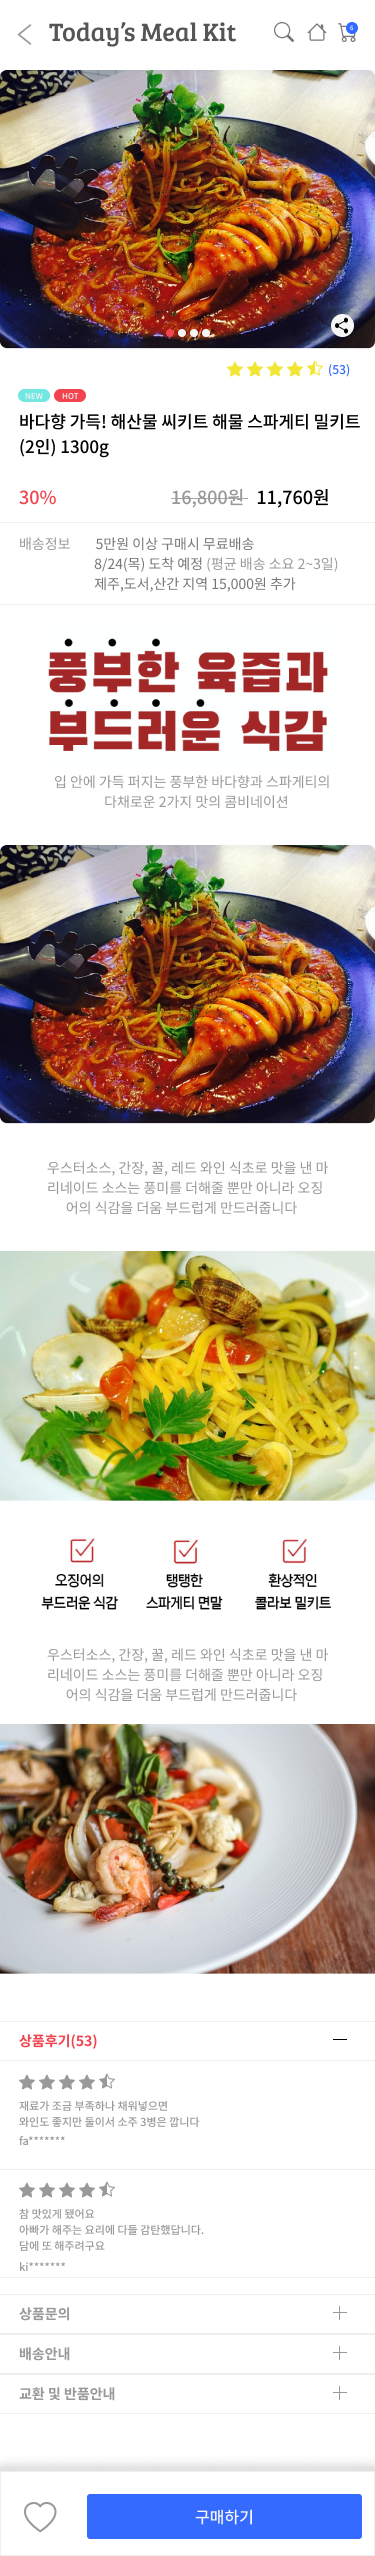 Today's Meal Kit
6
(53)
NEW HOT
바다향 가득! 해산물 씨키트 해물 스파게티 밀키트
(2인) 1300g
30% 16,800원 11,760원
배송정보 5만원 이상 구매시 무료배송
8/24(목) 도착 예정 (평균 배송 소요 2~3일)
제주,도서,산간 지역 15,000원 추가
풍부한 육즙과
부드러운 식감
입 안에 가득 퍼지는 풍부한 바다향과 스파게티의
다채로운 2가지 맛의 콤비네이션
우스터소스, 간장, 꿀, 레드 와인 식초로 맛을 낸 마
리네이드 소스는 풍미를 더해줄 뿐만 아니라 오징
어의 식감을 더욱 부드럽게 만드러줍니다
오징어의 탱탱한 환상적인
부드러운 식감 스파게티 면말 콜라보 밀키트
우스터소스, 간장, 꿀, 레드 와인 식초로 맛을 낸 마
리네이드 소스는 풍미를 더해줄 뿐만 아니라 오징
어의 식감을 더욱 부드럽게 만드러줍니다
상품후기(53)
재료가 조금 부족하나 채워넣으면
와인도 좋지만 둘이서 소주 3병은 깝니다
fa*******
참 맛있게 됐어요
아빠가 해주는 요리에 다들 감탄했답니다.
담에 또 해주려구요
ki*******
상품문의
배송안내
교환 및 반품안내
구매하기